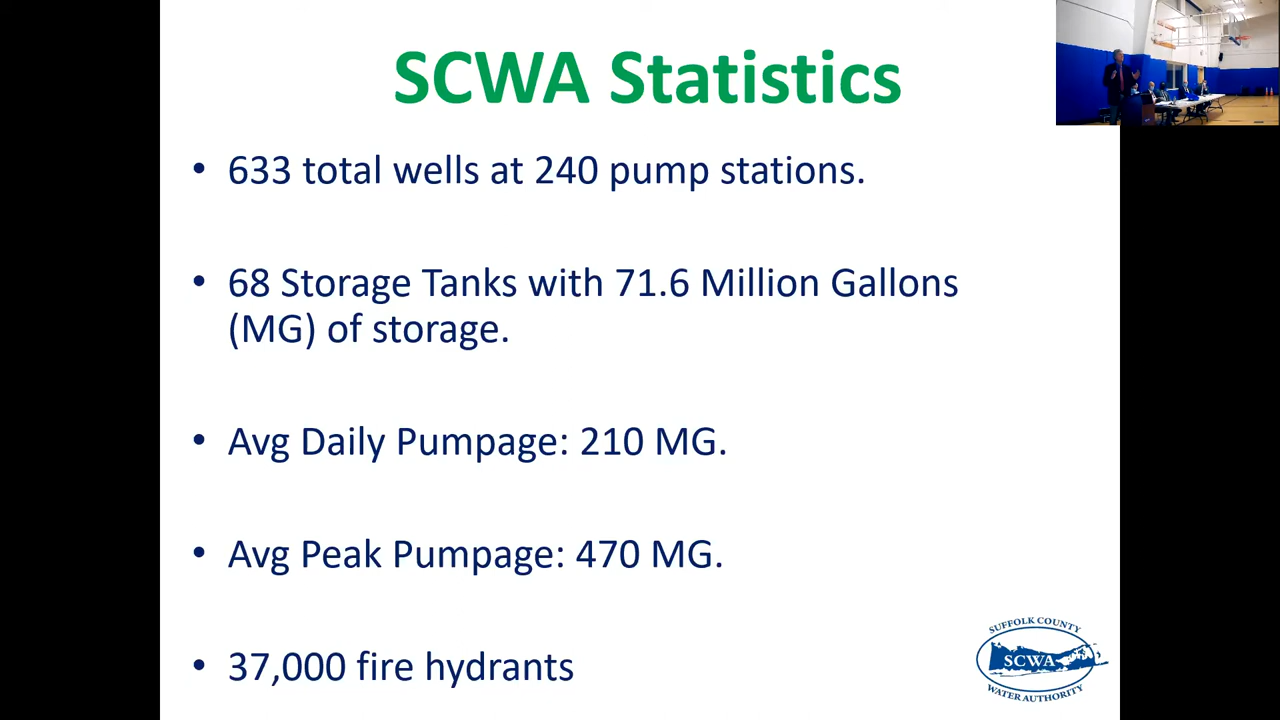 SCWA Statistics
• 633 total wells at 240 pump stations.
• 68 Storage Tanks with 71.6 Million Gallons
(MG) of storage.
• Avg Daily Pumpage: 210 MG.
• Avg Peak Pumpage: 470 MG.
• 37,000 fire hydrants
SUFFOLK COUNTY
SCWA
WATER AUTHORITY